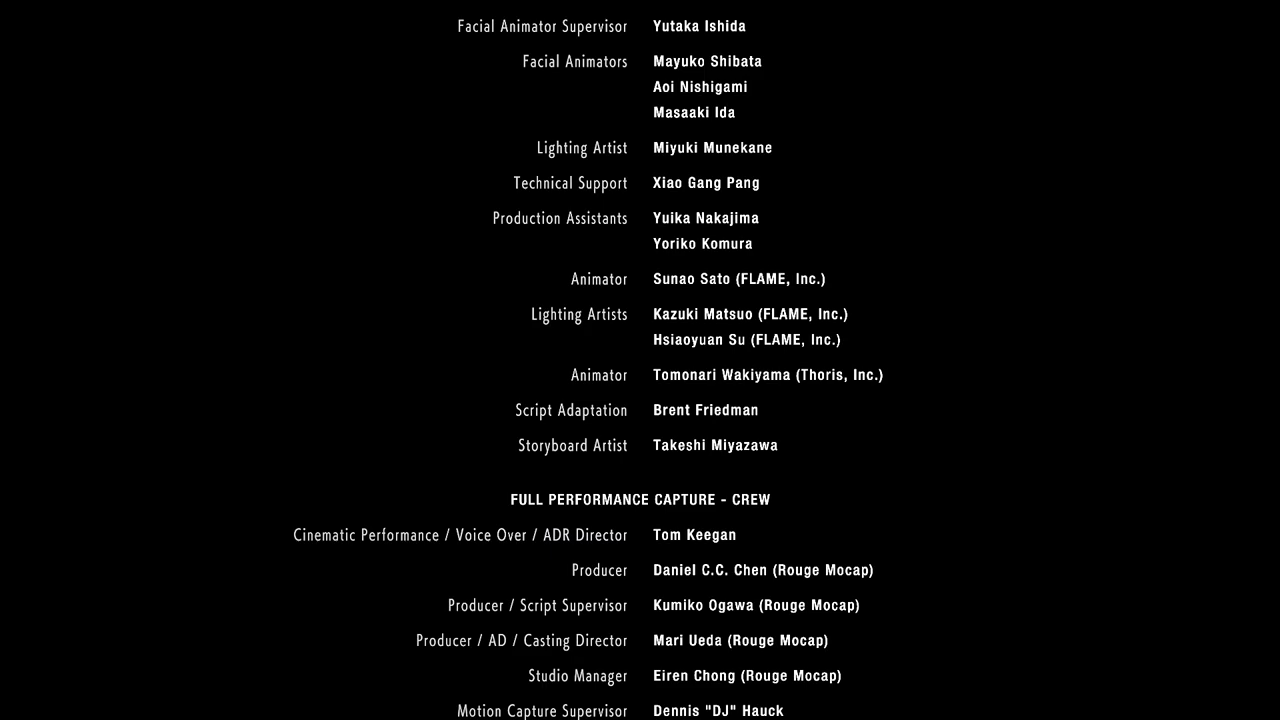 Facial Animator Supervisor Yutaka Ishida
Facial Animators Mayuko Shibata
Aoi Nishigami
Masaaki Ida
Lighting Artist Miyuki Munekane
Technical Support Xiao Gang Pang
Production Assistants Yuika Nakajima
Yoriko Komura
Animator Sunao Sato (FLAME, Inc.)
Lighting Artists Kazuki Matsuo (FLAME, Inc.)
Hsiaoyuan Su (FLAME, Inc.)
Animator Tomonari Wakiyama (Thoris, Inc.)
Script Adaptation Brent Friedman
Storyboard Artist Takeshi Miyazawa
FULL PERFORMANCE CAPTURE - CREW
Cinematic Performance / Voice Over / ADR Director Tom Keegan
Producer Daniel C.C. Chen (Rouge Mocap)
Producer / Script Supervisor Kumiko Ogawa (Rouge Mocap)
Producer / AD / Casting Director Mari Ueda (Rouge Mocap)
Studio Manager Eiren Chong (Rouge Mocap)
Motion Capture Supervisor Dennis "DJ" Hauck